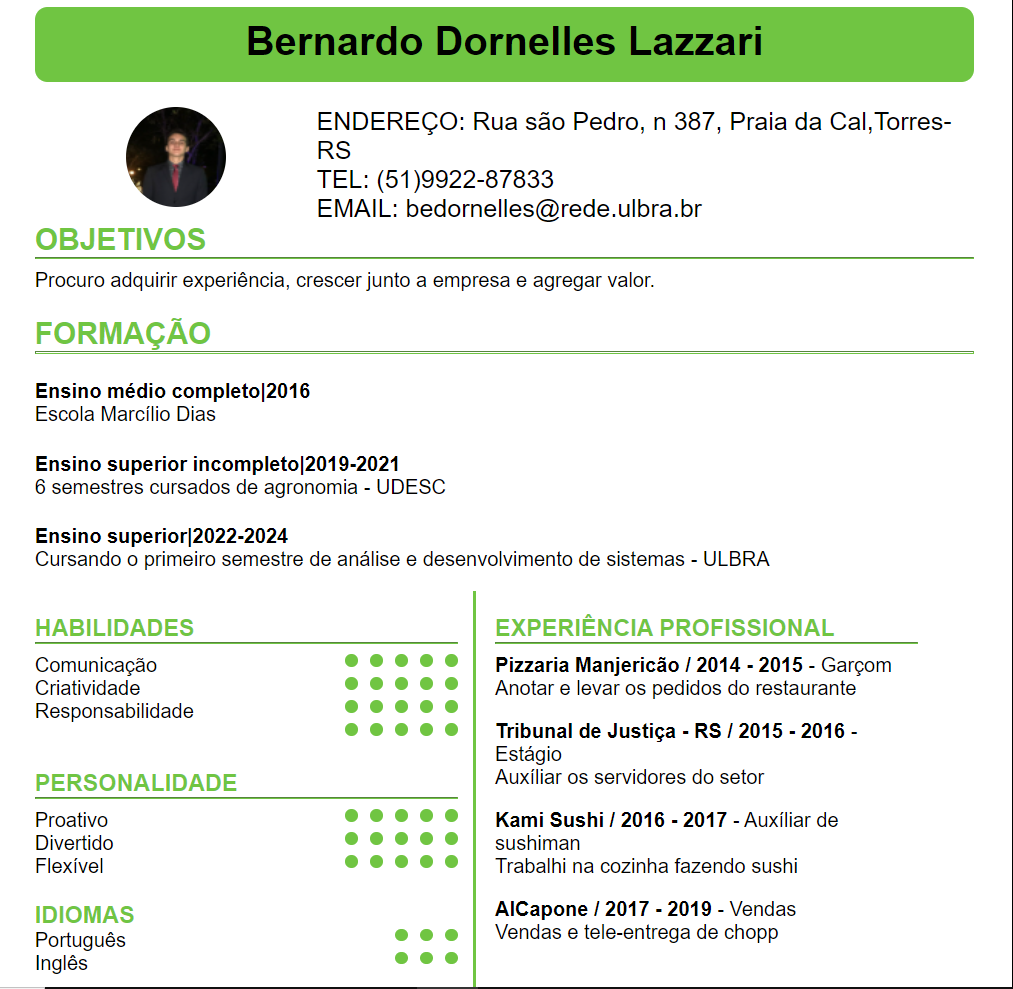 Bernardo Dornelles Lazzari
ENDEREÇO: Rua são Pedro, n 387, Praia da Cal,Torres-
RS
TEL: (51)9922-87833
EMAIL: bedornelles@rede.ulbra.br
OBJETIVOS
Procuro adquirir experiência, crescer junto a empresa e agregar valor.
FORMAÇÃO
Ensino médio completo|2016
Escola Marcílio Dias
Ensino superior incompleto|2019-2021
6 semestres cursados de agronomia - UDESC
Ensino superior|2022-2024
Cursando o primeiro semestre de análise e desenvolvimento de sistemas - ULBRA
HABILIDADES
Comunicação
Criatividade
Responsabilidade
PERSONALIDADE
Proativo
Divertido
Flexível
IDIOMAS
Português
Inglês
EXPERIÊNCIA PROFISSIONAL
Pizzaria Manjericão / 2014 - 2015 - Garçom
Anotar e levar os pedidos do restaurante
Tribunal de Justiça - RS / 2015 - 2016 -
Estágio
Auxíliar os servidores do setor
Kami Sushi / 2016 - 2017 - Auxíliar de
sushiman
Trabalhi na cozinha fazendo sushi
AlCapone / 2017 - 2019 - Vendas
Vendas e tele-entrega de chopp